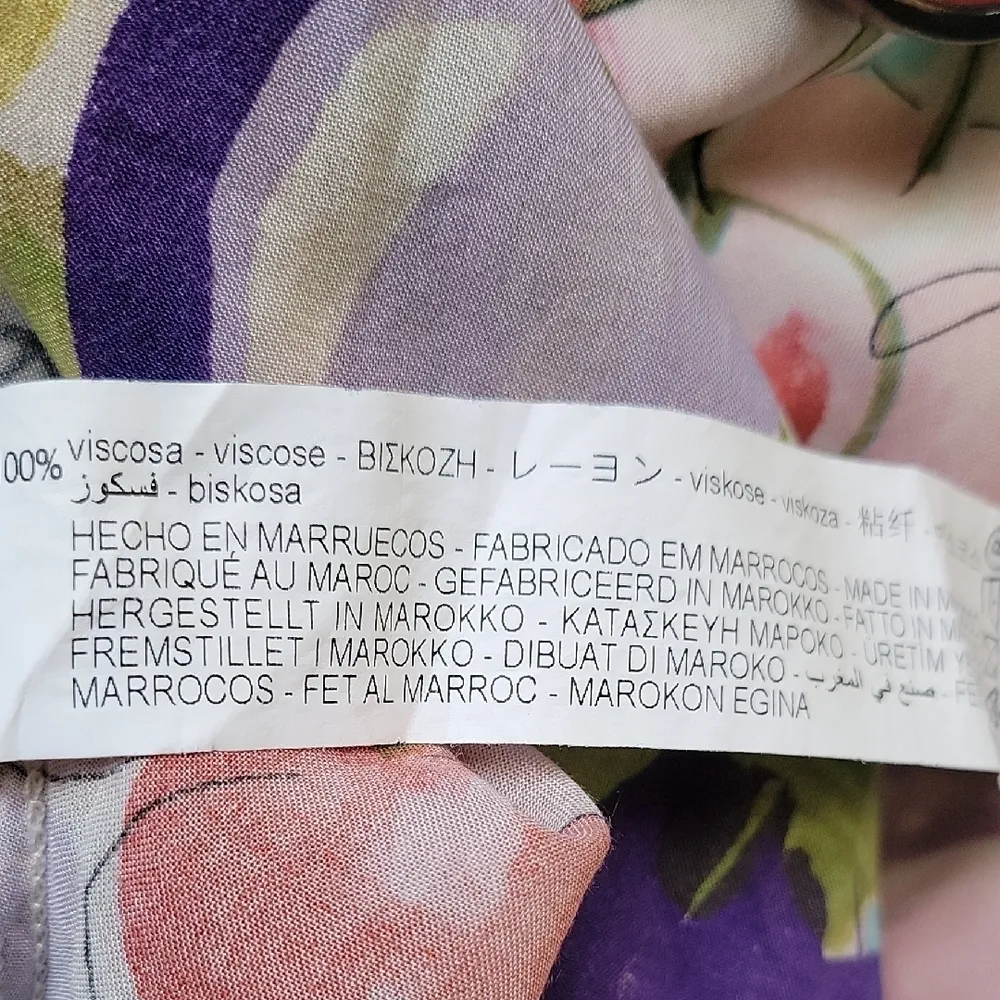 00% viscosa - viscose - ΒΙΣΚΟΖΗ - レーヨン - viskose - viskoza - 粘纤 -
فسكوز - biskosa
HECHO EN MARRUECOS - FABRICADO EM MARROCOS - MADE IN
FABRIQUÉ AU MAROC - GEFABRICEERD IN MAROKKO - FATTO IN
HERGESTELLT IN MAROKKO - ΚΑΤΑΣΚΕΥΗ ΜΑΡΟΚΟ - ÜRETİM
FREMSTILLET I MAROKKO - DIBUAT DI MAROKO - صنع في المغرب -
MARROCOS - FET AL MARROC - MAROKON EGINA